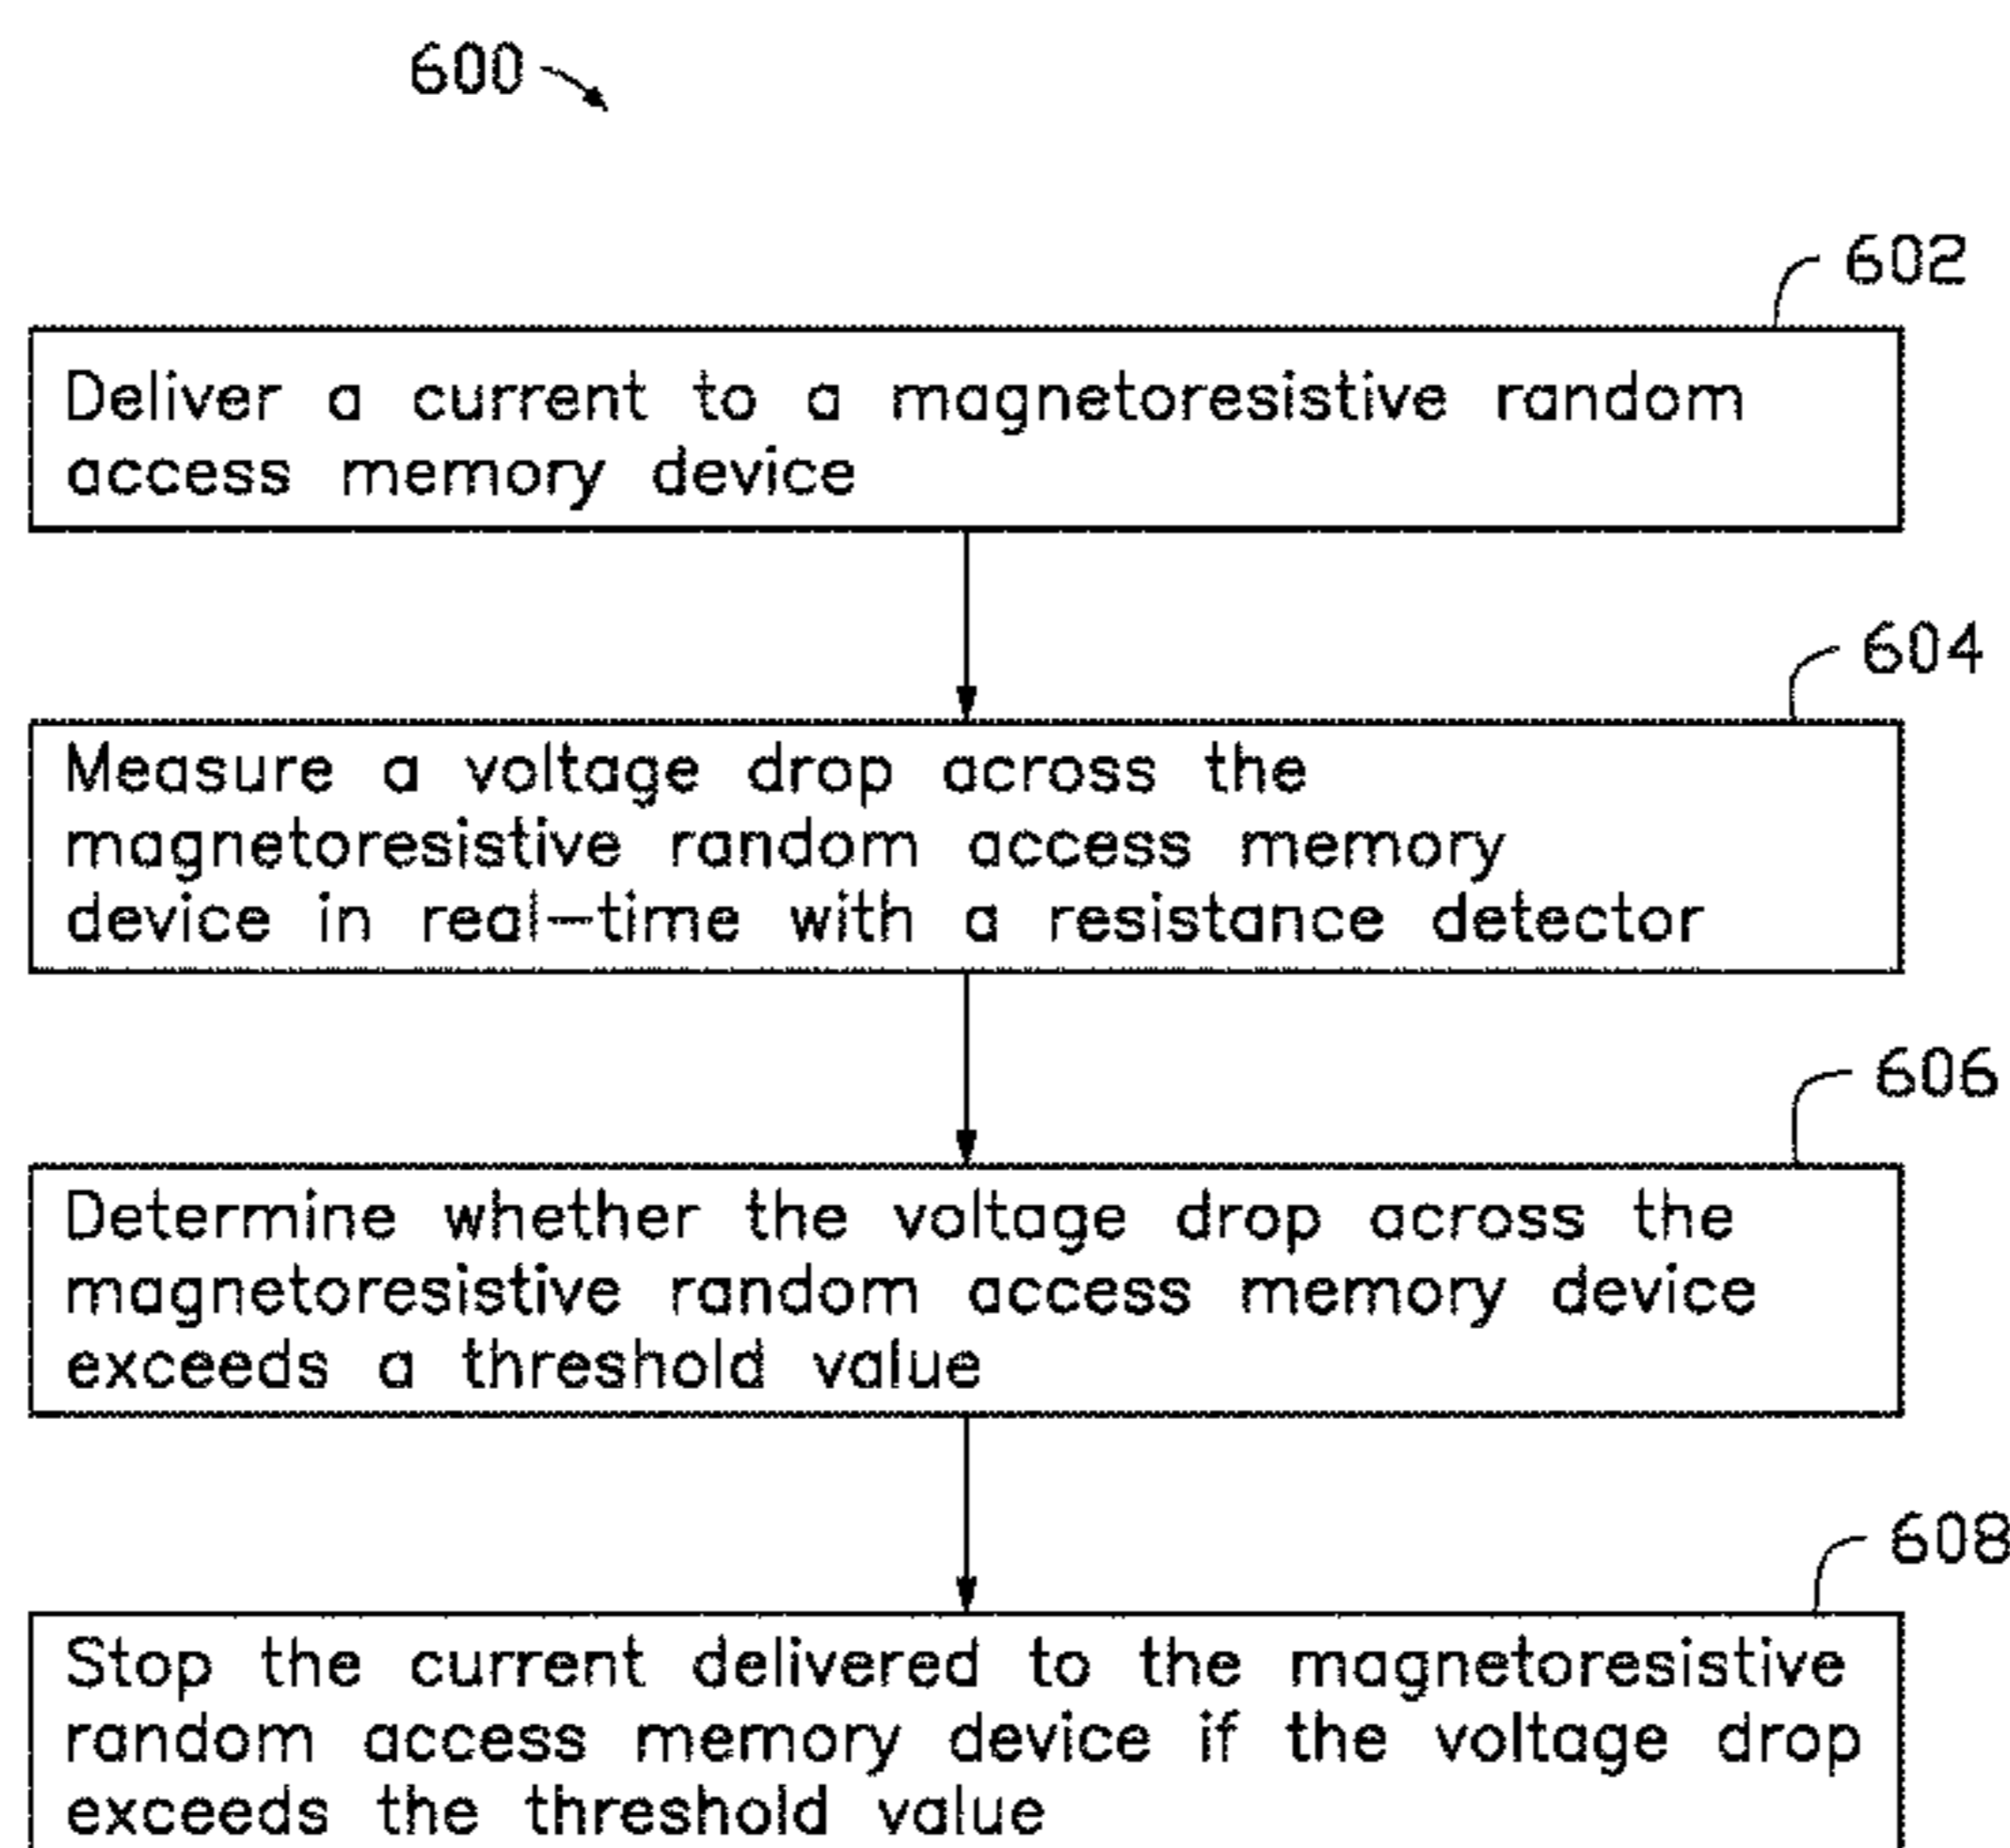 600
602
Deliver a current to a magnetoresistive random
access memory device
604
Measure a voltage drop across the
magnetoresistive random access memory
device in real-time with a resistance detector
606
Determine whether the voltage drop across the
magnetoresistive random access memory device
exceeds a threshold value
608
Stop the current delivered to the magnetoresistive
random access memory device if the voltage drop
exceeds the threshold value